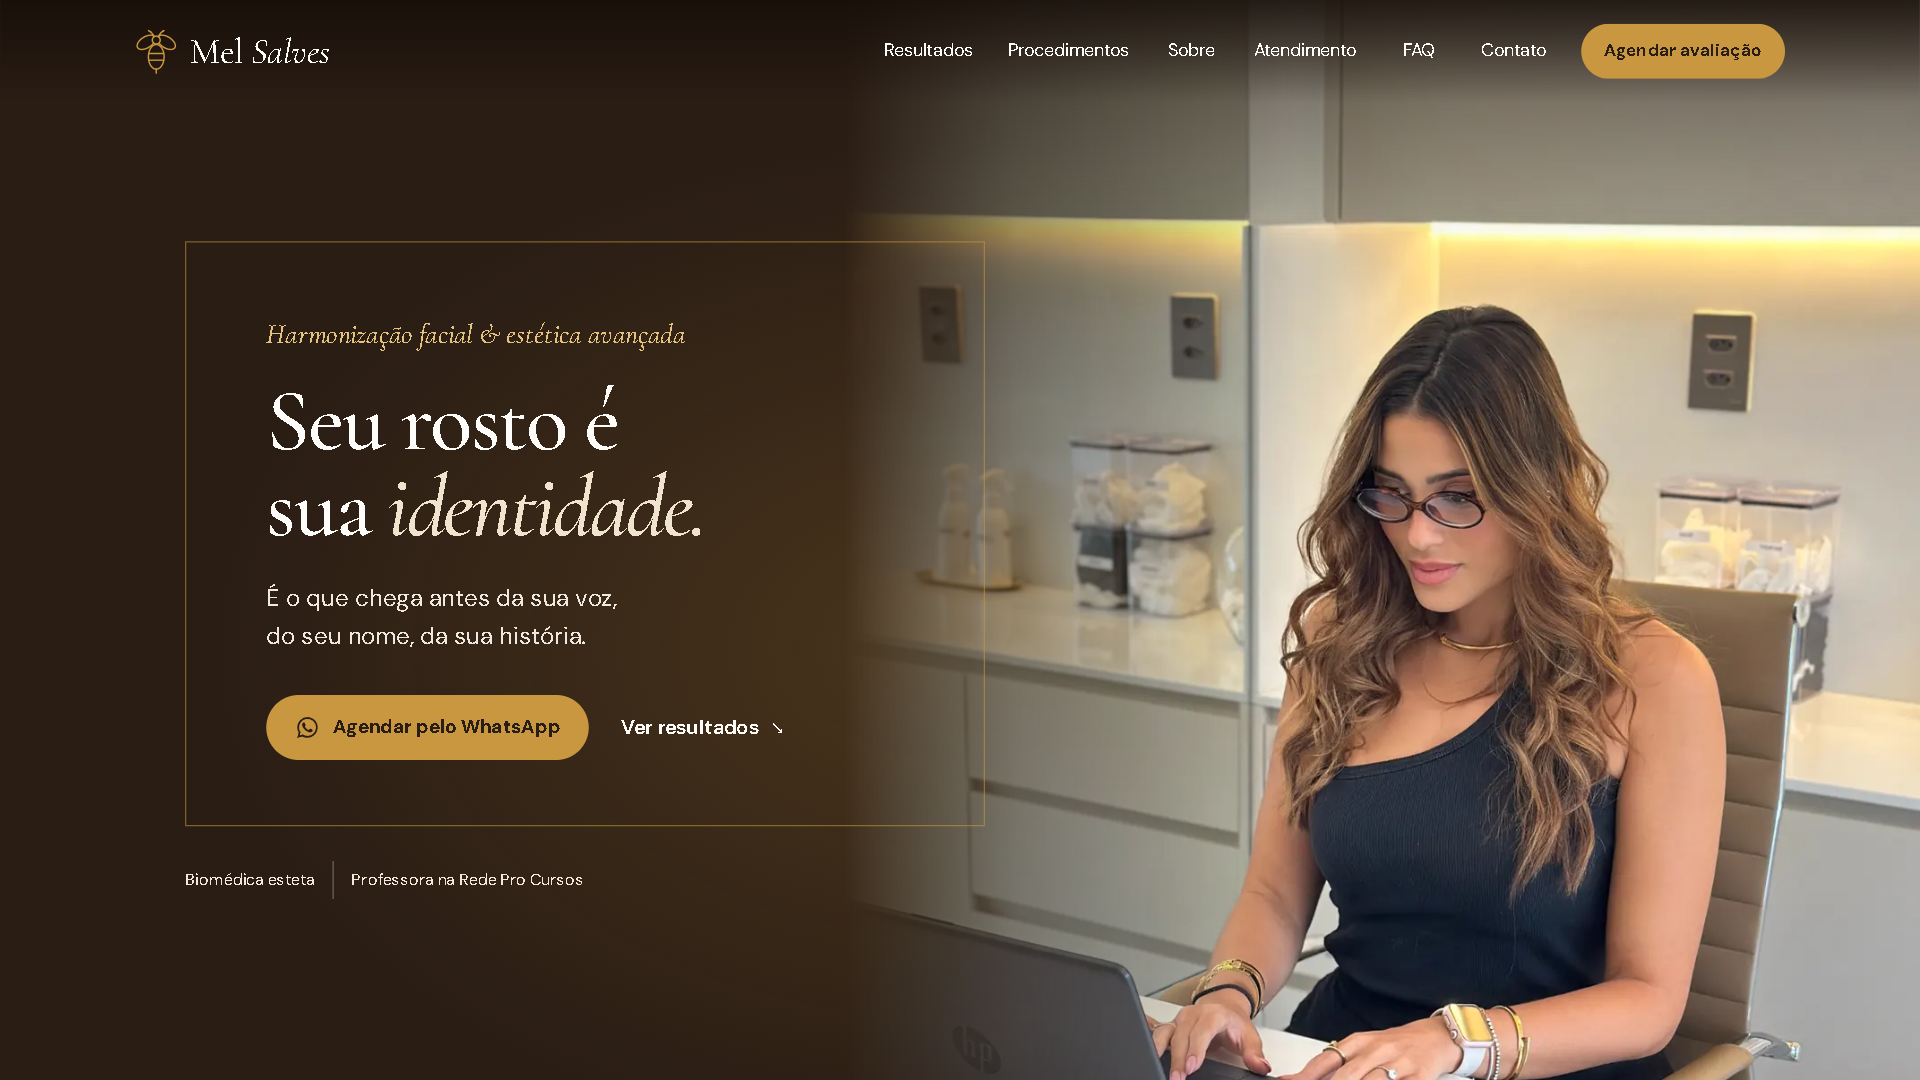 Mel Salves
Resultados
Procedimentos
Sobre
Atendimento
FAQ
Contato
Agendar avaliação
Harmonização facial & estética avançada
Seu rosto é
sua identidade.
É o que chega antes da sua voz,
do seu nome, da sua história.
Agendar pelo WhatsApp
Ver resultados ↘
Biomédica esteta
Professora na Rede Pro Cursos
hp